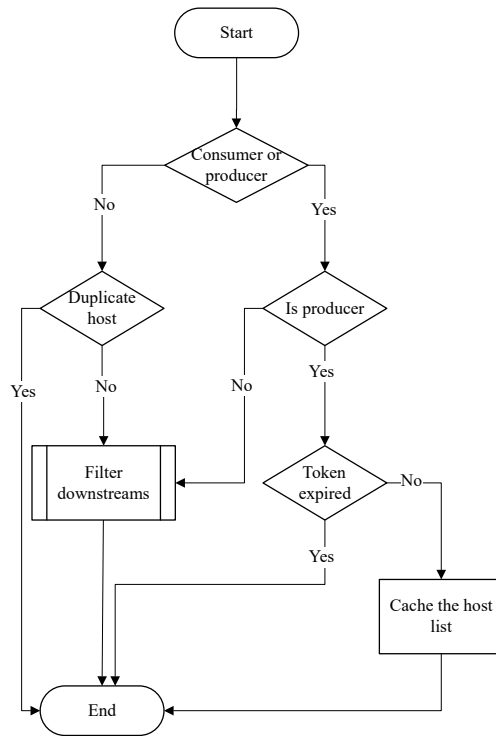 Start
Consumer or
producer
No
Yes
Duplicate
host
Is producer
Yes
No
No
Yes
Filter
downstreams
Token
expired
No
Yes
Cache the host
list
End